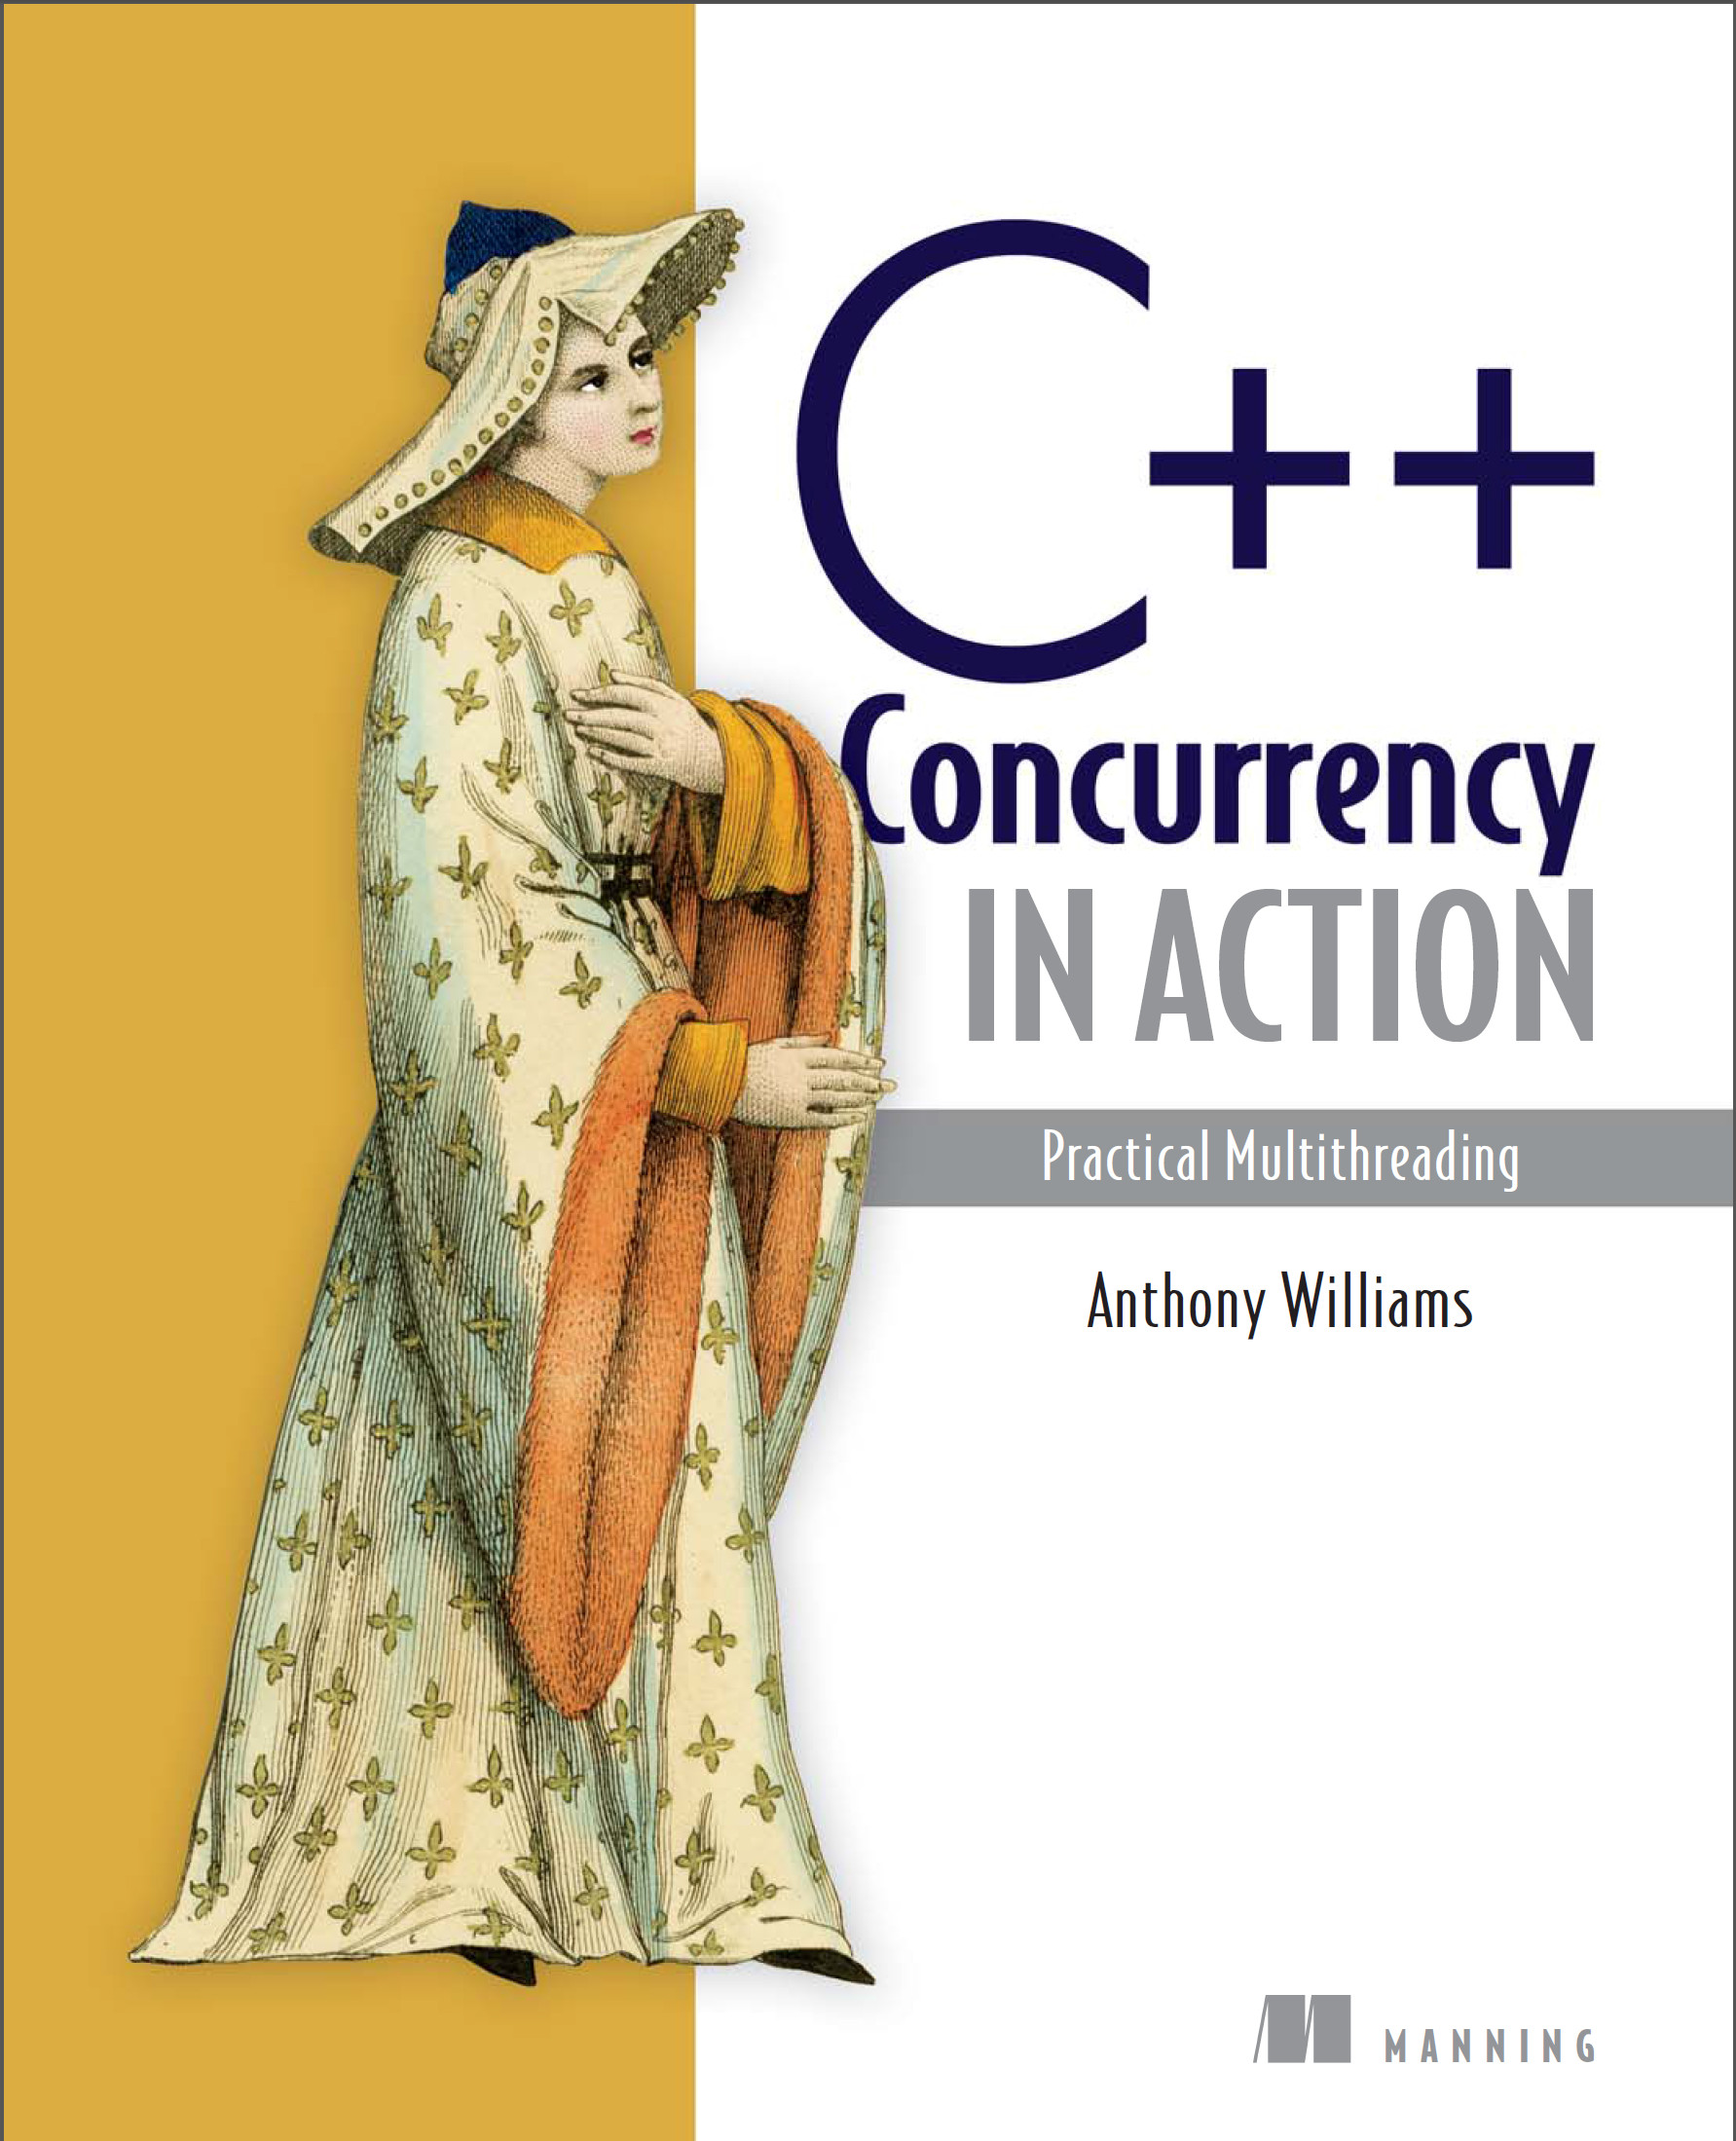 C++
Concurrency
IN ACTION
Practical Multithreading
Anthony Williams
MANNING